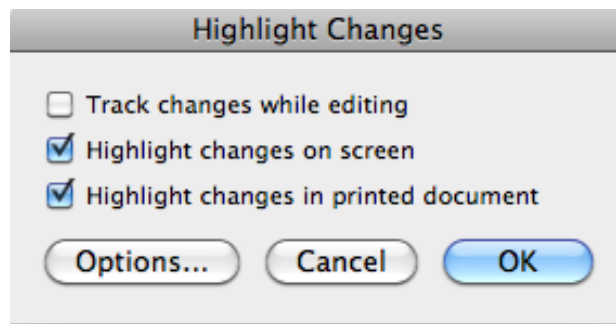 Highlight Changes
Track changes while editing
Highlight changes on screen
Highlight changes in printed document
Options... Cancel OK